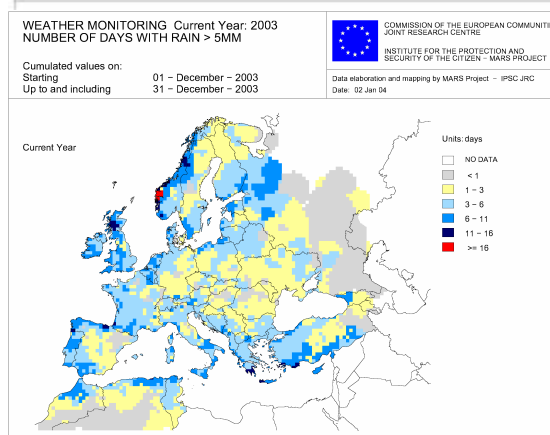 WEATHER MONITORING Current Year: 2003
NUMBER OF DAYS WITH RAIN > 5MM
Cumulated values on:
Starting 01 – December – 2003
Up to and including 31 – December – 2003
COMMISSION OF THE EUROPEAN COMMUNITI
JOINT RESEARCH CENTRE
INSTITUTE FOR THE PROTECTION AND
SECURITY OF THE CITIZEN – MARS PROJECT
Data elaboration and mapping by MARS Project – IPSC JRC
Date: 02 Jan 04
Current Year
Units: days
NO DATA
< 1
1 – 3
3 – 6
6 – 11
11 – 16
>= 16